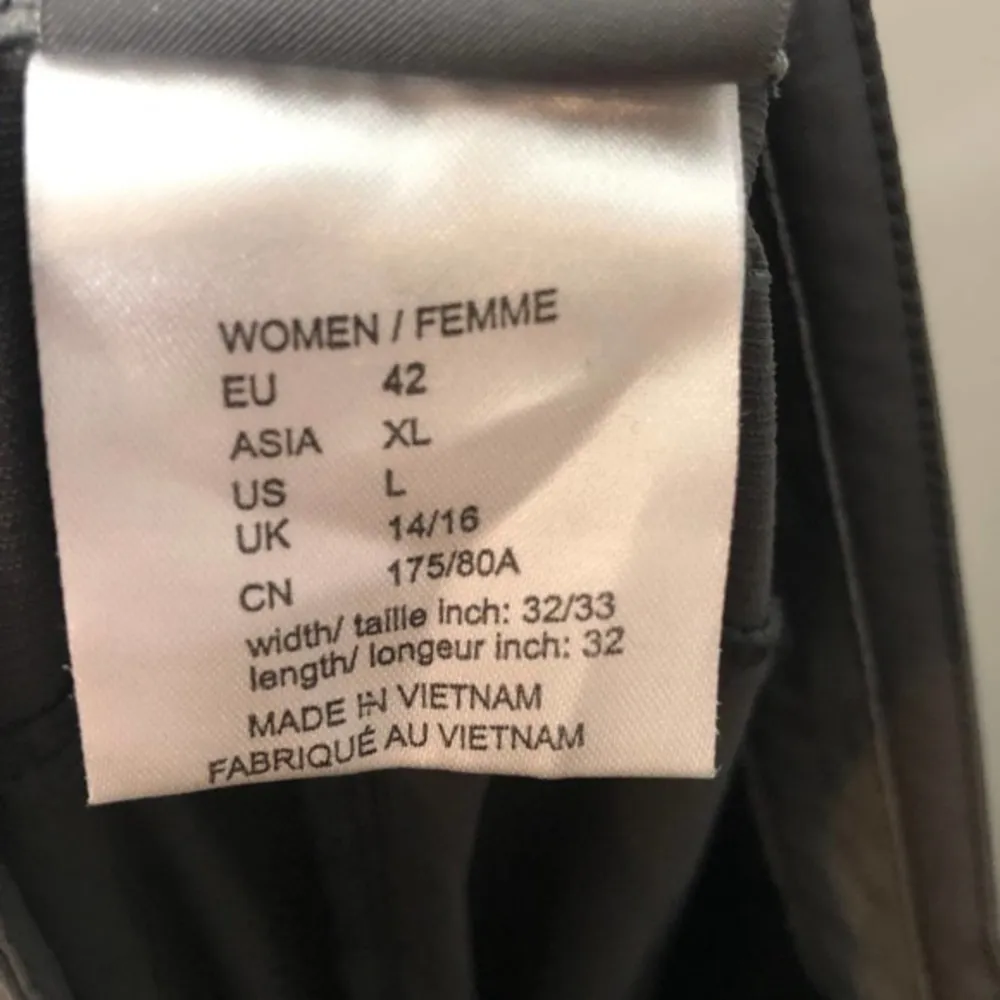 WOMEN / FEMME
EU 42
ASIA XL
US L
UK 14/16
CN 175/80A
width/ taille inch: 32/33
length/ longeur inch: 32
MADE IN VIETNAM
FABRIQUÉ AU VIETNAM